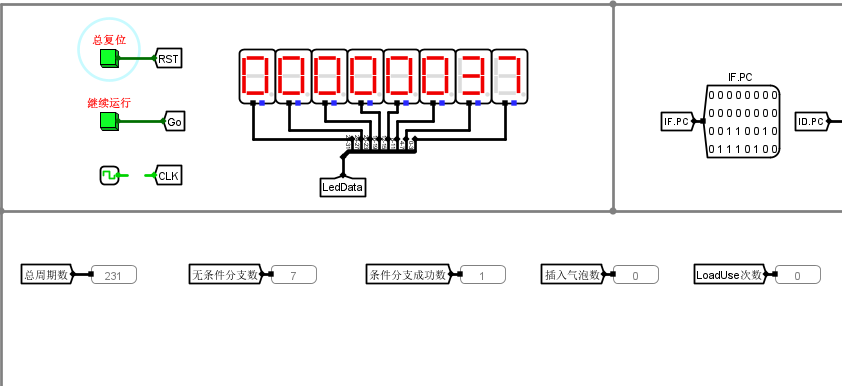 总复位
RST
00000037
继续运行
Go
CLK
LedData
IF.PC
IF.PC
00000000
00000000
00110010
01110100
ID.PC
总周期数 231
无条件分支数 7
条件分支成功数 1
插入气泡数 0
LoadUse次数 0